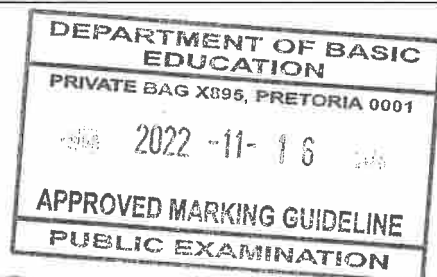 DEPARTMENT OF BASIC
EDUCATION
PRIVATE BAG X895, PRETORIA 0001
2022 -11- 16
APPROVED MARKING GUIDELINE
PUBLIC EXAMINATION